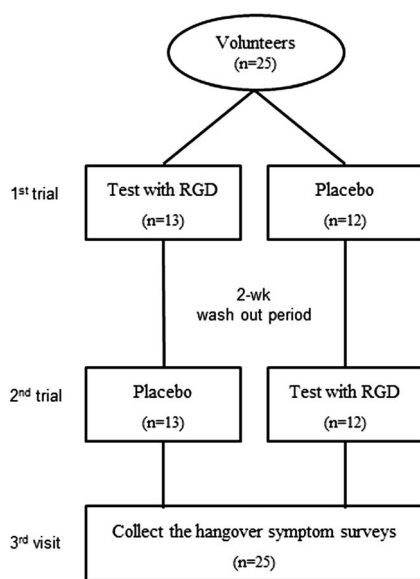 Volunteers
(n=25)
1st trial
Test with RGD
(n=13)
Placebo
(n=12)
2-wk
wash out period
2nd trial
Placebo
(n=13)
Test with RGD
(n=12)
3rd visit
Collect the hangover symptom surveys
(n=25)